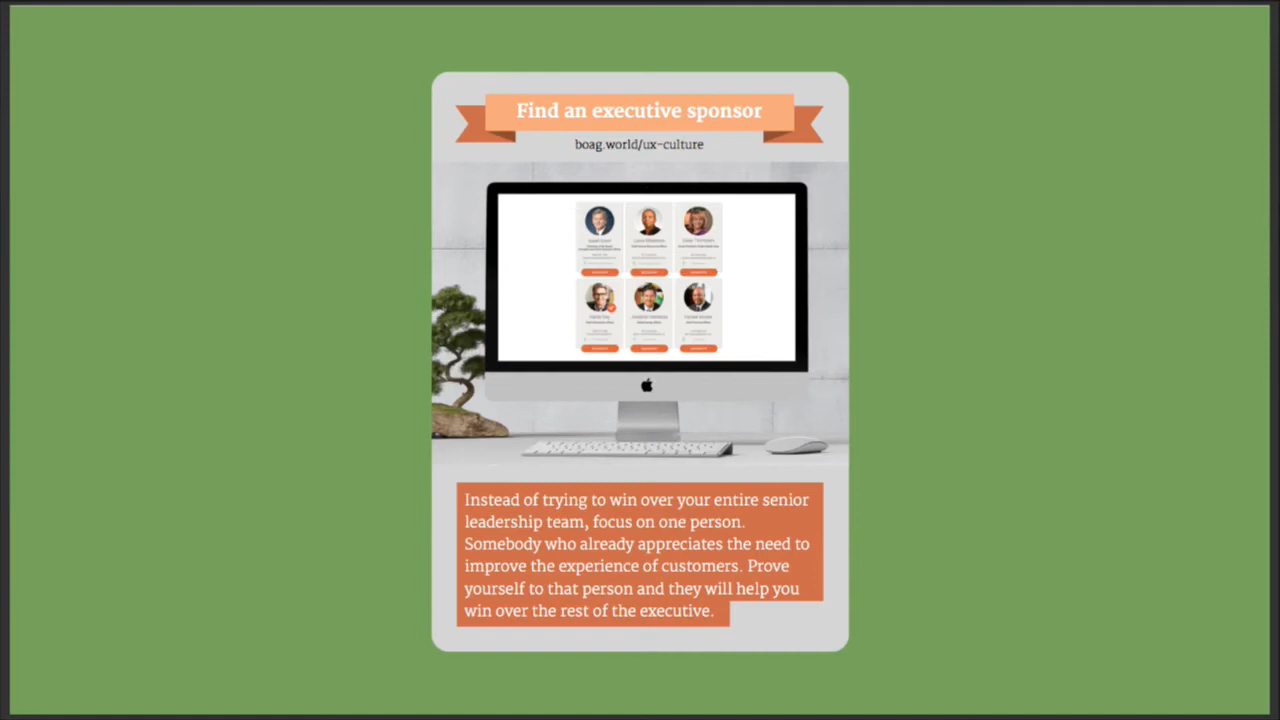 Find an executive sponsor
boag.world/ux-culture
Instead of trying to win over your entire senior
leadership team, focus on one person.
Somebody who already appreciates the need to
improve the experience of customers. Prove
yourself to that person and they will help you
win over the rest of the executive.